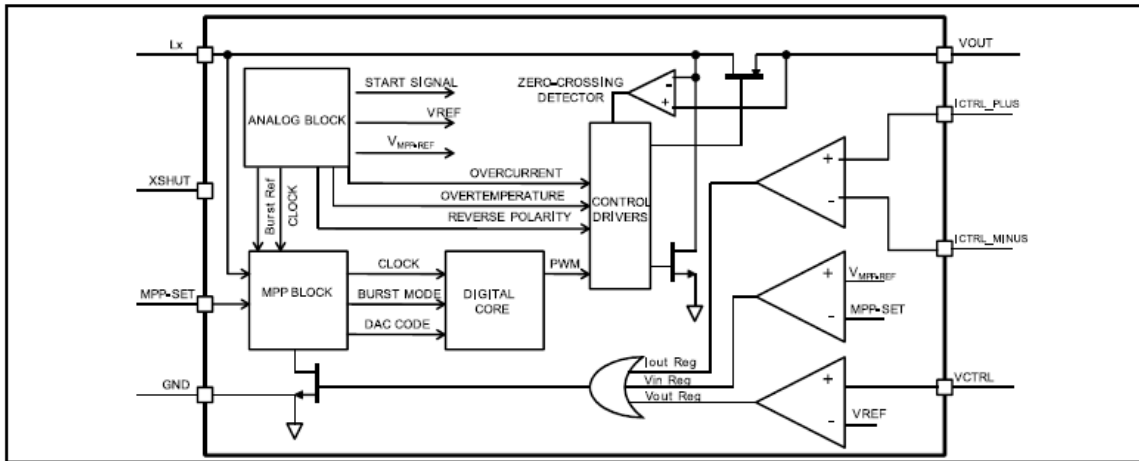 Lx
VOUT
START SIGNAL
ZERO-CROSSING
DETECTOR
-
+
ANALOG BLOCK
VREF
VMPP-REF
ICTRL_PLUS
+
-
XSHUT
Burst Ref
CLOCK
OVERCURRENT
OVERTEMPERATURE
REVERSE POLARITY
CONTROL
DRIVERS
ICTRL_MINUS
CLOCK
PWM
+
VMPP-REF
MPP-SET
MPP BLOCK
BURST MODE
DIGITAL
CORE
-
MPP-SET
DAC CODE
Iout Reg
Vin Reg
Vout Reg
GND
+
VCTRL
-
VREF